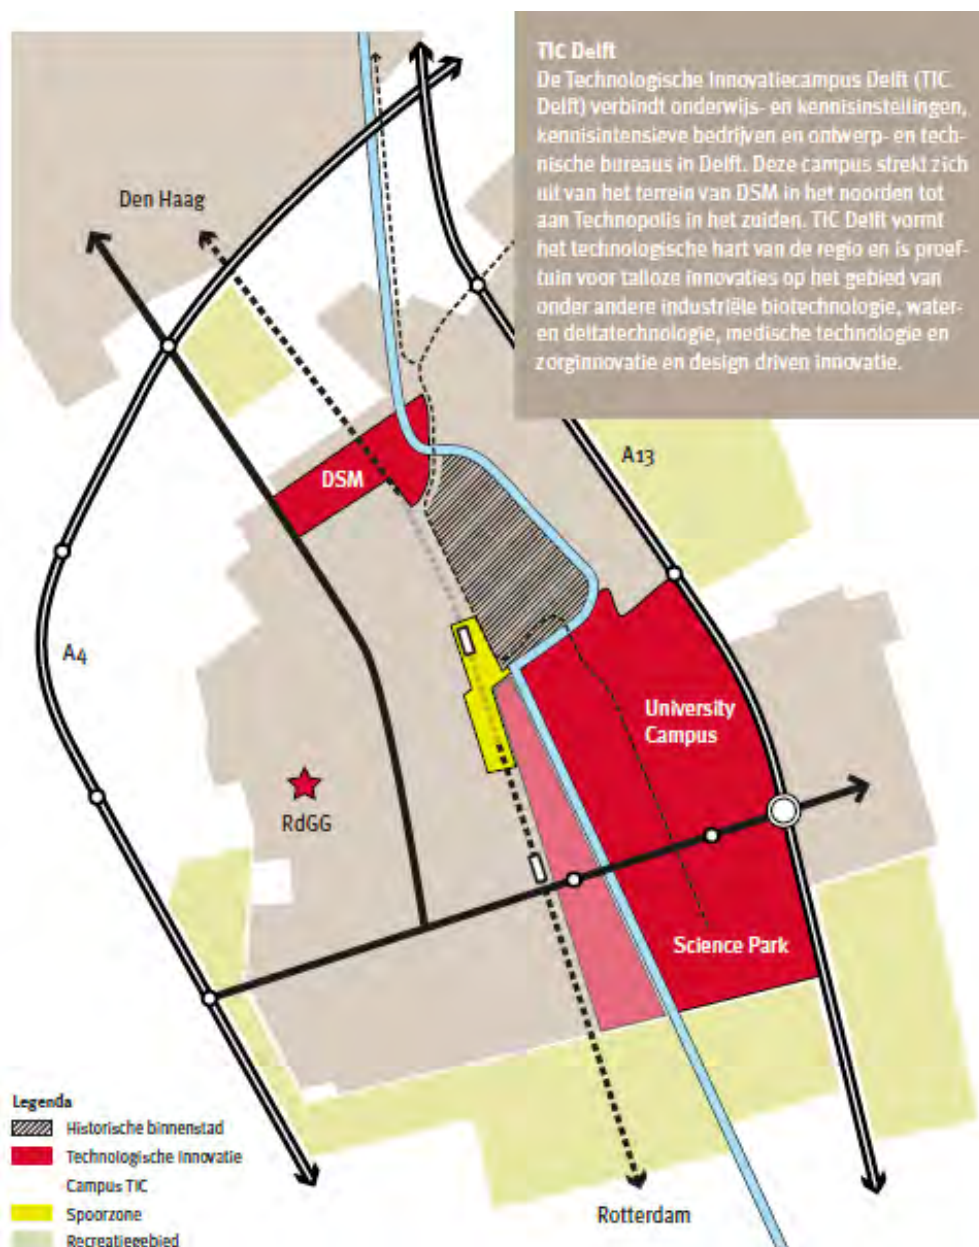 TIC Delft
De Technologische Innovatiecampus Delft (TIC
Delft) verbindt onderwijs- en kennisinstellingen,
kennisintensieve bedrijven en ontwerp- en tech-
nische bureaus in Delft. Deze campus strekt zich
uit van het terrein van DSM in het noorden tot
aan Technopolis in het zuiden. TIC Delft vormt
het technologische hart van de regio en is proef-
tuin voor talloze innovaties op het gebied van
onder andere industriële biotechnologie, water-
en deltatechnologie, medische technologie en
zorginnovatie en design driven innovatie.
Den Haag
A13
DSM
A4
University
Campus
RdGG
Science Park
Rotterdam
Legenda
Historische binnenstad
Technologische Innovatie
Campus TIC
Spoorzone
Recreatiegebied